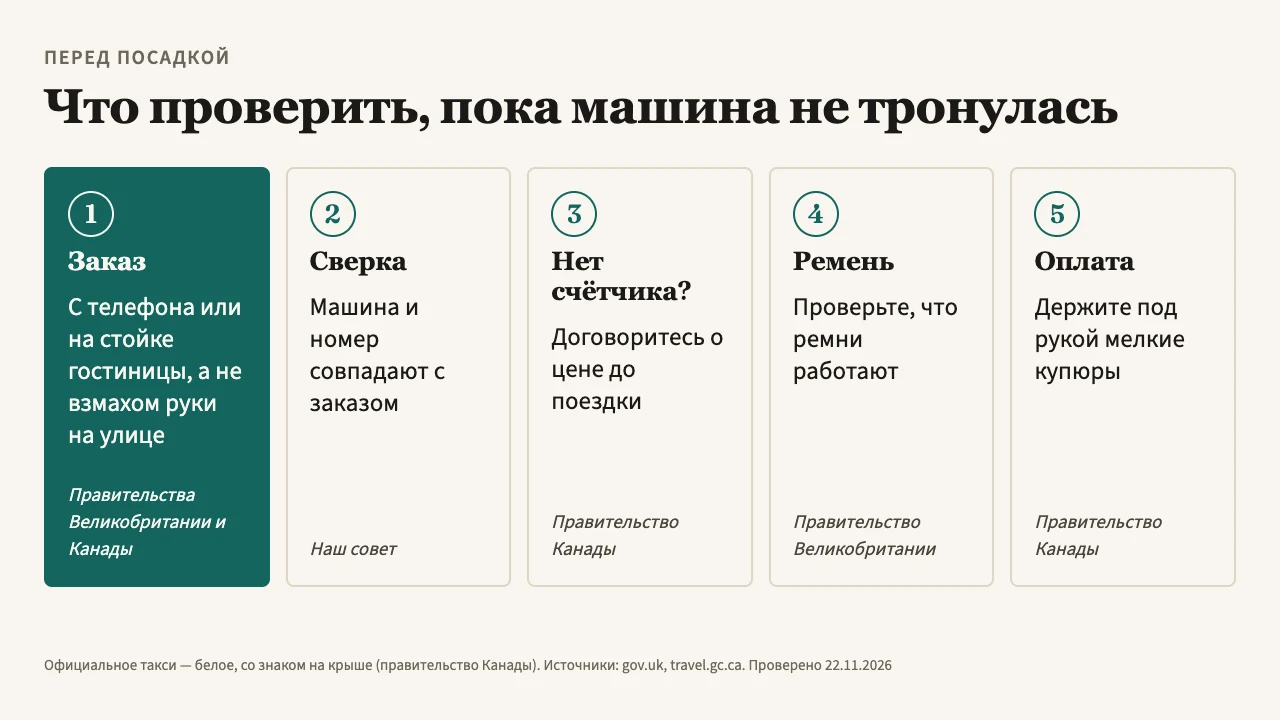 ПЕРЕД ПОСАДКОЙ
Что проверить, пока машина не тронулась
1
Заказ
С телефона или
на стойке
гостиницы, а не
взмахом руки
на улице
Правительства
Великобритании и
Канады
2
Сверка
Машина и
номер
совпадают с
заказом
Наш совет
3
Нет
счётчика?
Договоритесь о
цене до
поездки
Правительство
Канады
4
Ремень
Проверьте, что
ремни
работают
Правительство
Великобритании
5
Оплата
Держите под
рукой мелкие
купюры
Правительство
Канады
Официальное такси — белое, со знаком на крыше (правительство Канады). Источники: gov.uk, travel.gc.ca. Проверено 22.11.2026